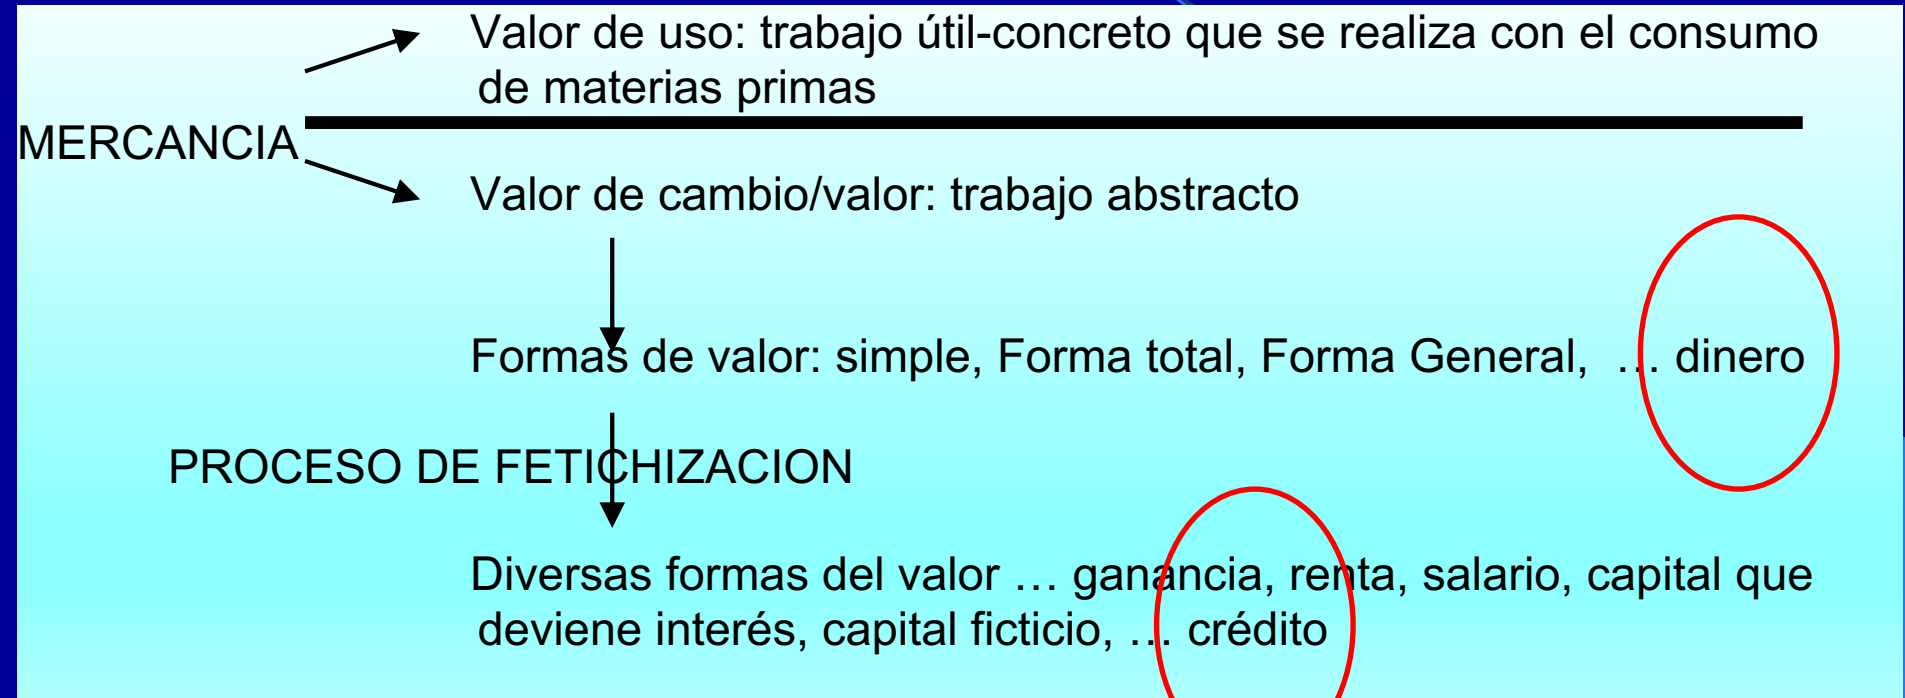 Valor de uso: trabajo útil-concreto que se realiza con el consumo
de materias primas
MERCANCIA
Valor de cambio/valor: trabajo abstracto
Formas de valor: simple, Forma total, Forma General, … dinero
PROCESO DE FETICHIZACION
Diversas formas del valor … ganancia, renta, salario, capital que
deviene interés, capital ficticio, … crédito